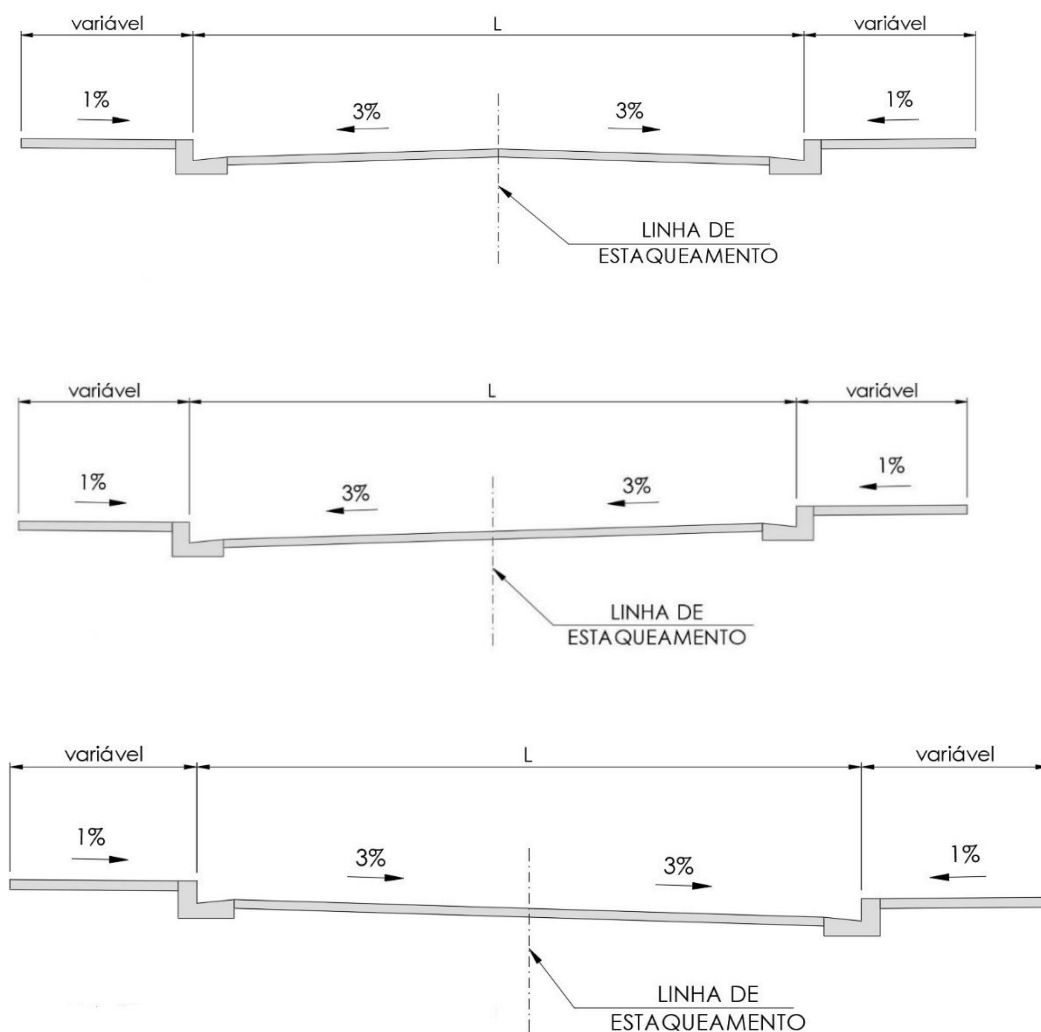 variável L variável
1% 3% 3% 1%
LINHA DE
ESTAQUEAMENTO
variável L variável
1% 3% 3% 1%
LINHA DE
ESTAQUEAMENTO
variável L variável
1% 3% 3% 1%
LINHA DE
ESTAQUEAMENTO